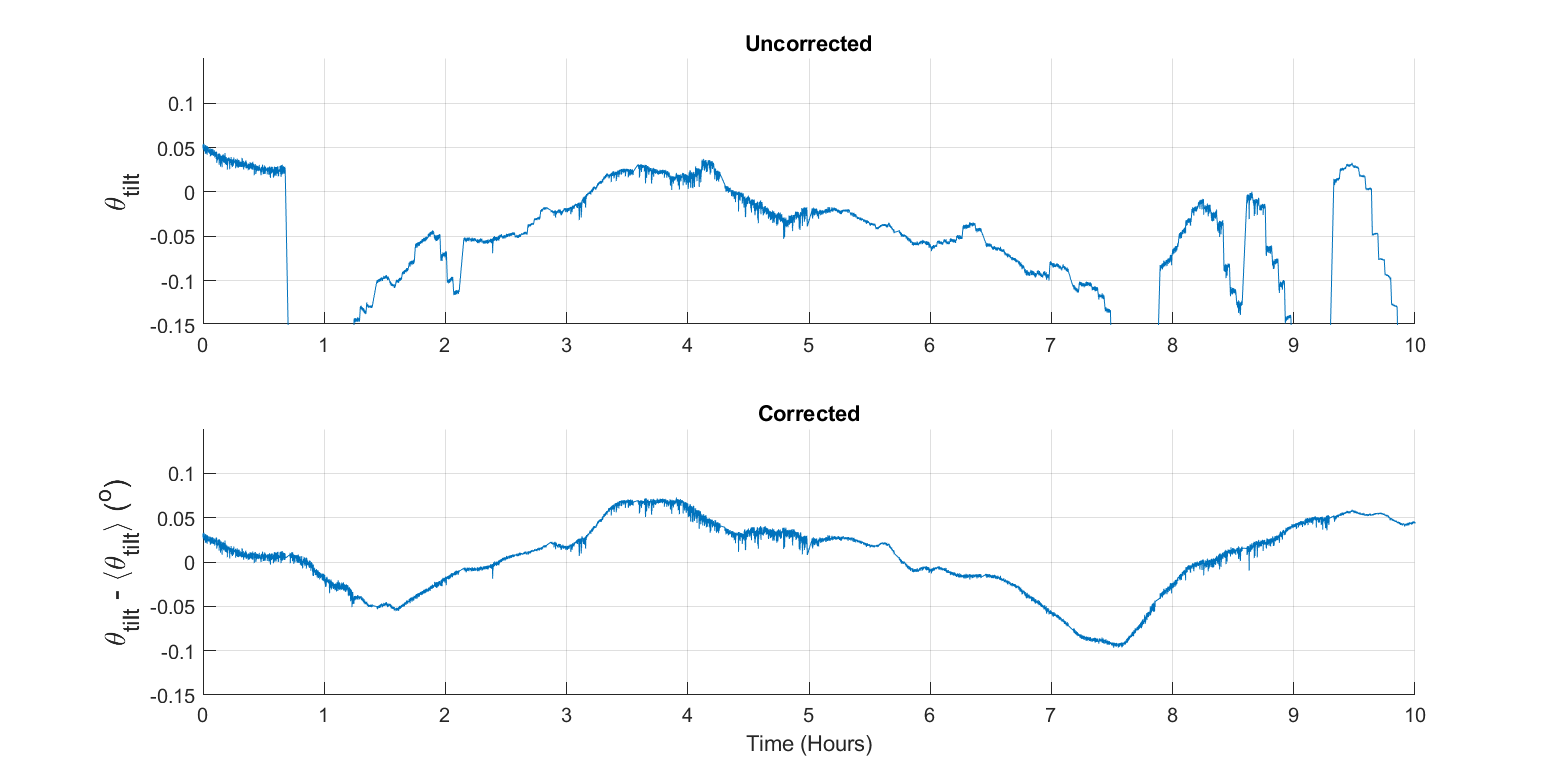 Uncorrected
θtilt
0.1
0.05
0
-0.05
-0.1
-0.15
0 1 2 3 4 5 6 7 8 9 10
Corrected
θtilt - ⟨θtilt⟩ (o)
0.1
0.05
0
-0.05
-0.1
-0.15
0 1 2 3 4 5 6 7 8 9 10
Time (Hours)